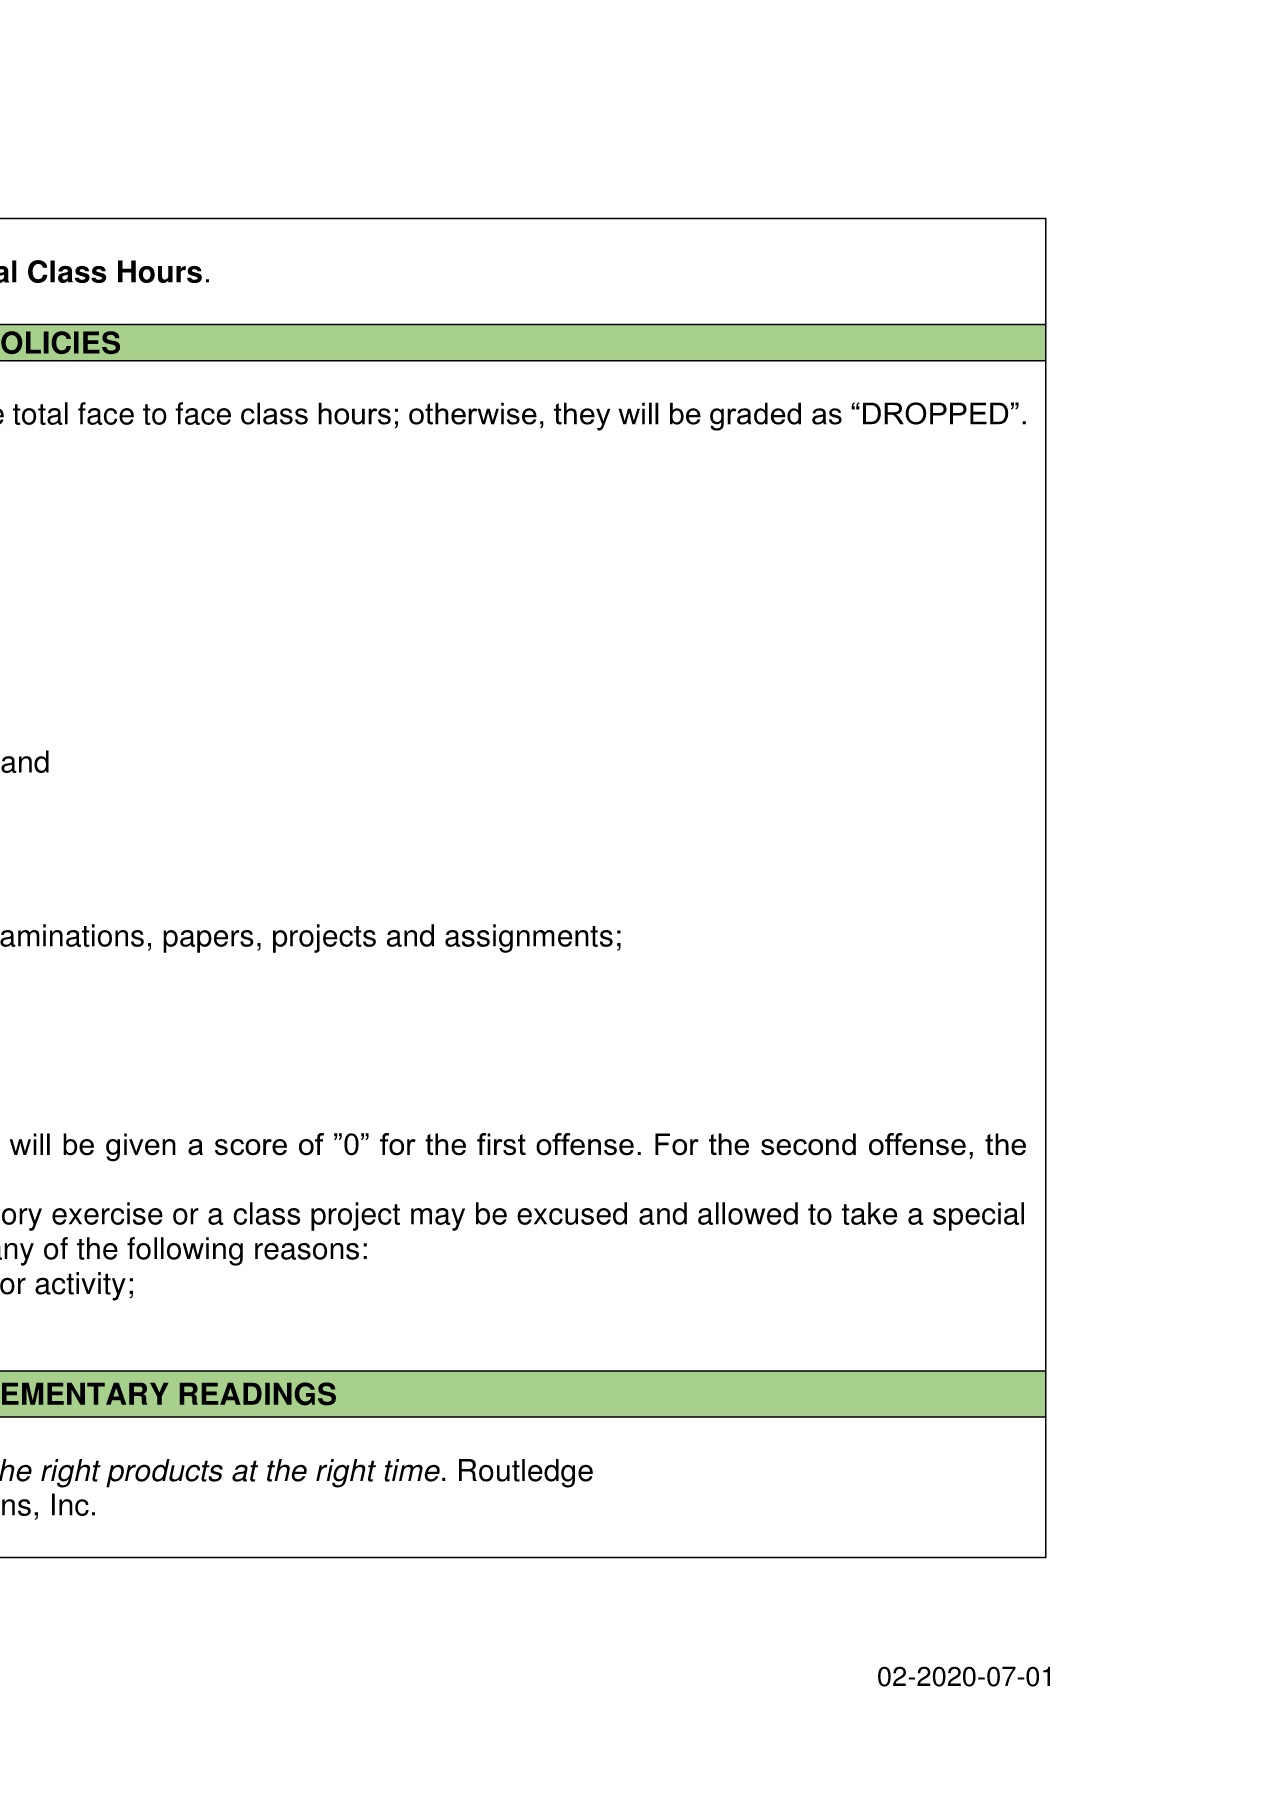 al Class Hours.
OLICIES
e total face to face class hours; otherwise, they will be graded as “DROPPED”.
and
aminations, papers, projects and assignments;
will be given a score of ”0” for the first offense. For the second offense, the
ory exercise or a class project may be excused and allowed to take a special
any of the following reasons:
or activity;
EMENTARY READINGS
he right products at the right time. Routledge
ns, Inc.
02-2020-07-01